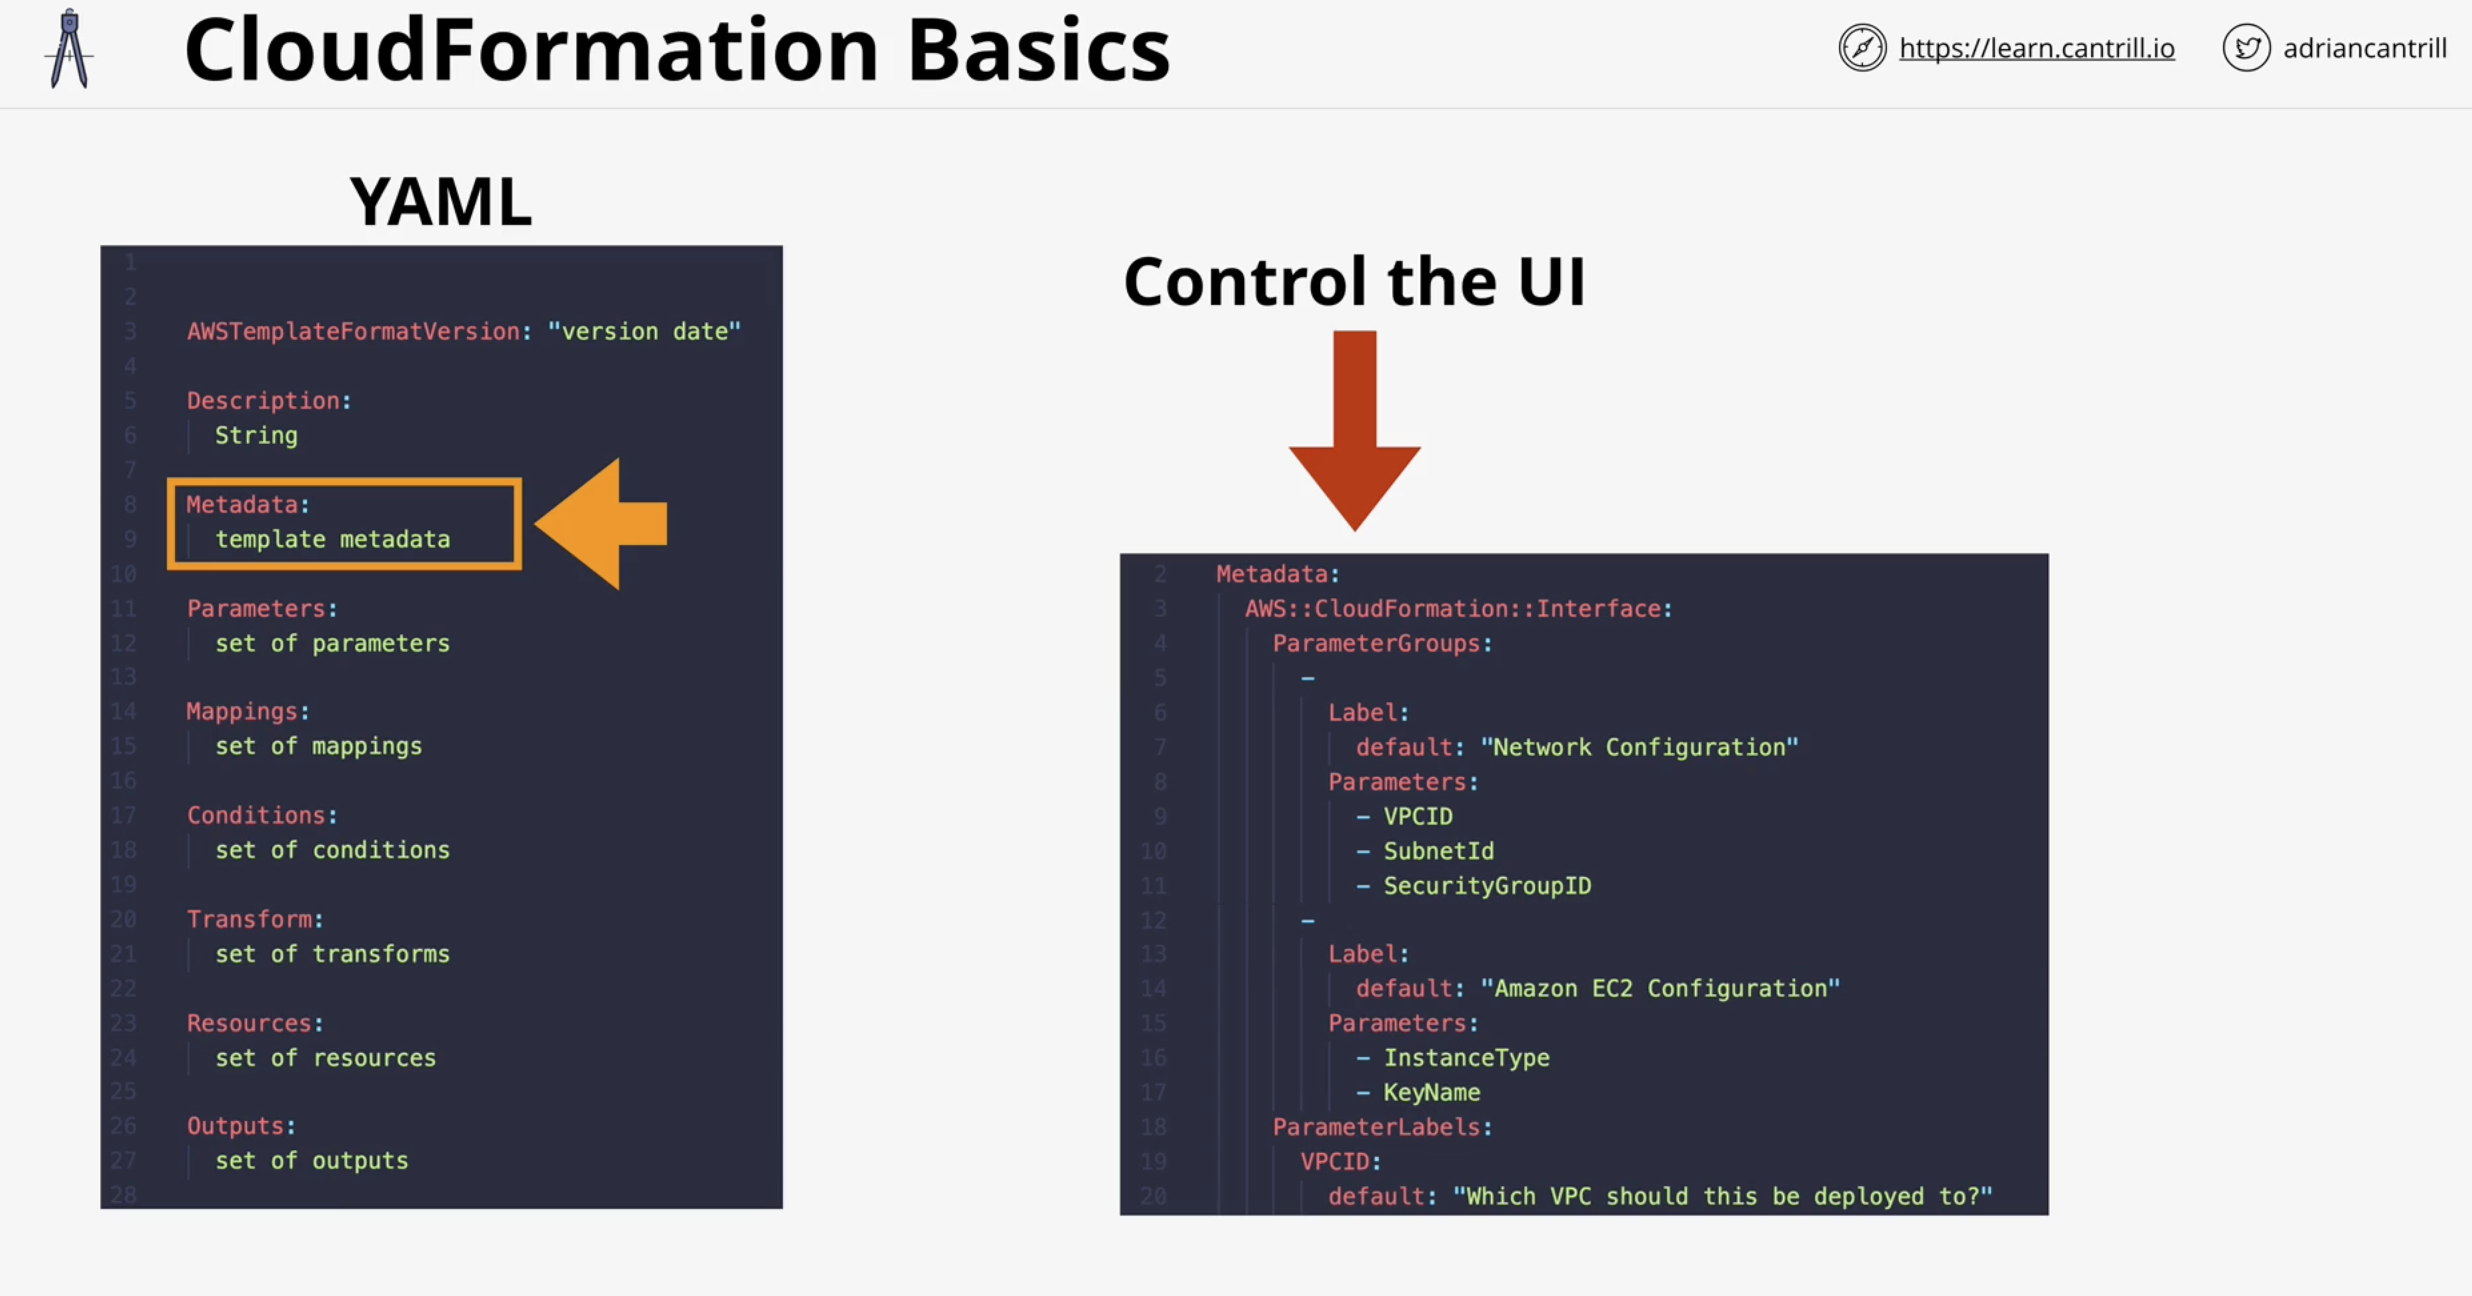 CloudFormation Basics
https://learn.cantrill.io
adriancantrill
YAML
1
2
3 AWSTemplateFormatVersion: "version date"
4
5 Description:
6 String
7
8 Metadata:
9 template metadata
10
11 Parameters:
12 set of parameters
13
14 Mappings:
15 set of mappings
16
17 Conditions:
18 set of conditions
19
20 Transform:
21 set of transforms
22
23 Resources:
24 set of resources
25
26 Outputs:
27 set of outputs
28
Control the UI
2 Metadata:
3 AWS::CloudFormation::Interface:
4 ParameterGroups:
5 -
6 Label:
7 default: "Network Configuration"
8 Parameters:
9 - VPCID
10 - SubnetId
11 - SecurityGroupID
12 -
13 Label:
14 default: "Amazon EC2 Configuration"
15 Parameters:
16 - InstanceType
17 - KeyName
18 ParameterLabels:
19 VPCID:
20 default: "Which VPC should this be deployed to?"